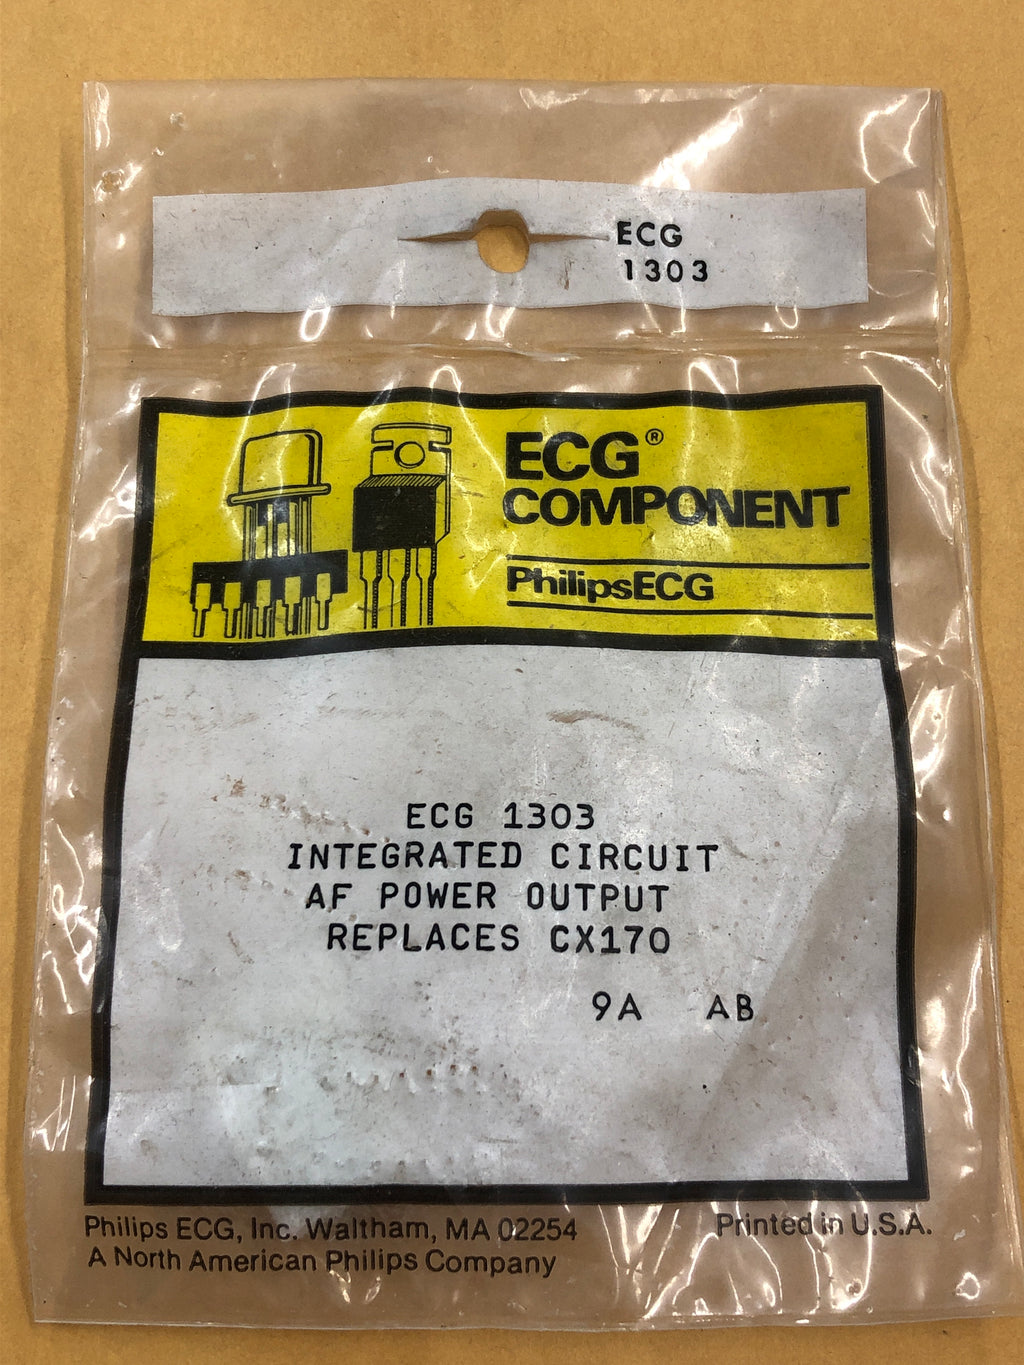 ECG
1303
ECG®
COMPONENT
PhilipsECG
ECG 1303
INTEGRATED CIRCUIT
AF POWER OUTPUT
REPLACES CX170
9A AB
Philips ECG, Inc. Waltham, MA 02254
A North American Philips Company
Printed in U.S.A.